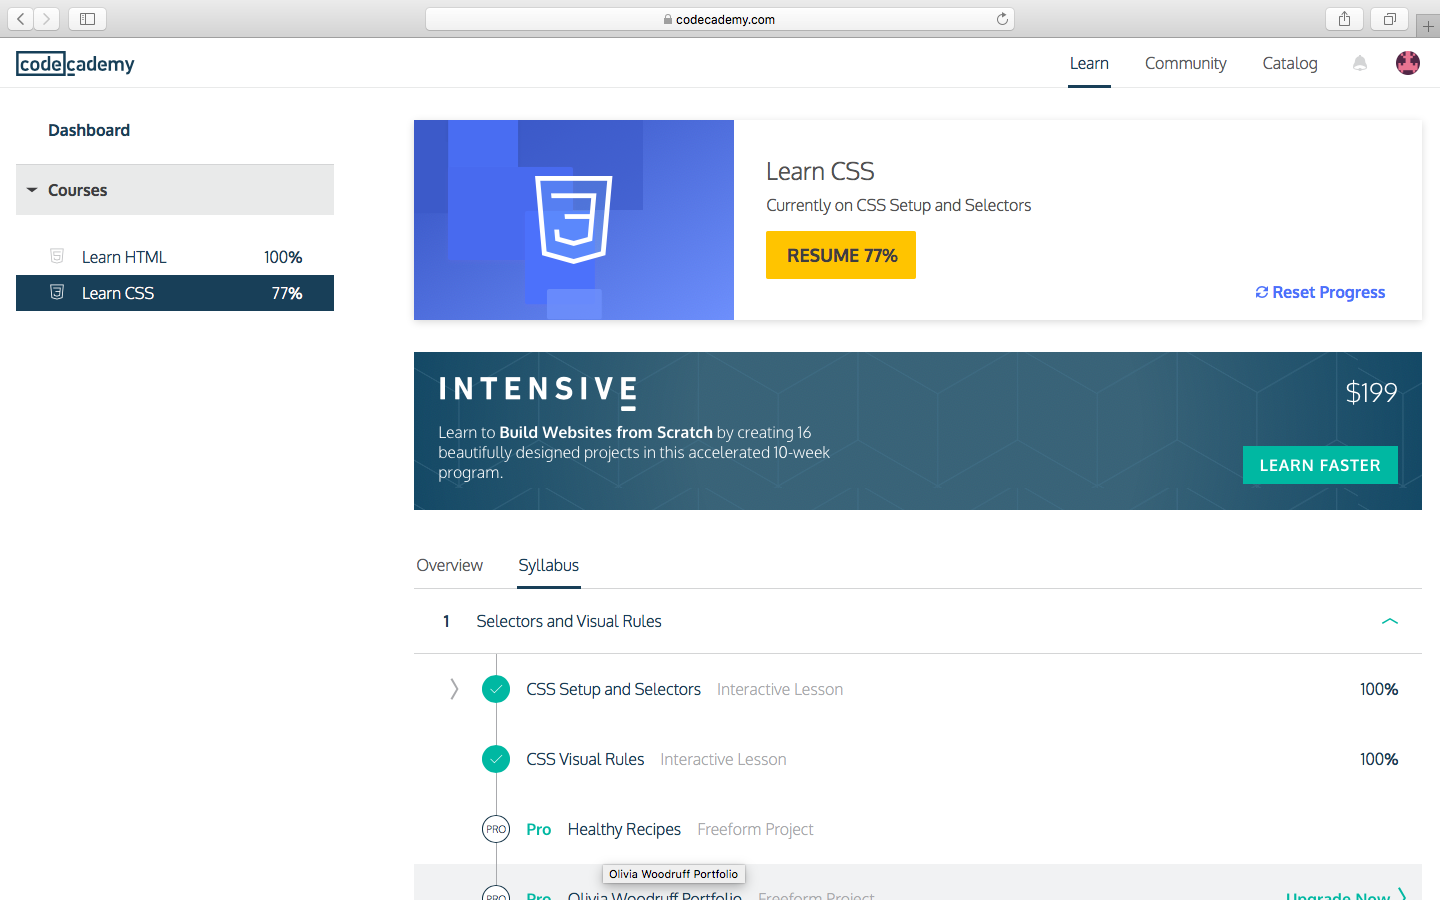 codecademy.com
codecademy
Learn
Community
Catalog
Dashboard
Courses
Learn HTML 100%
Learn CSS 77%
Learn CSS
Currently on CSS Setup and Selectors
RESUME 77%
Reset Progress
INTENSIVE
$199
Learn to Build Websites from Scratch by creating 16
beautifully designed projects in this accelerated 10-week
program.
LEARN FASTER
Overview
Syllabus
1 Selectors and Visual Rules
CSS Setup and Selectors Interactive Lesson 100%
CSS Visual Rules Interactive Lesson 100%
PRO Pro Healthy Recipes Freeform Project
Olivia Woodruff Portfolio
PRO Pro Olivia Woodruff Portfolio Freeform Project Upgrade Now